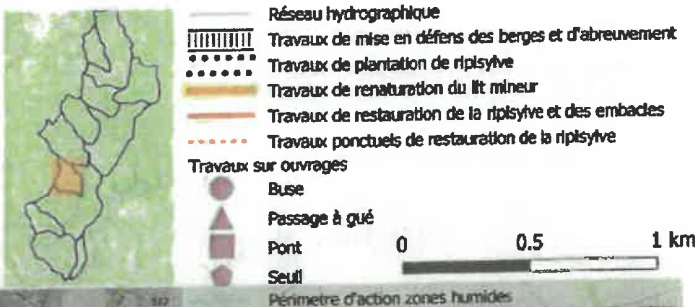 Réseau hydrographique
Travaux de mise en défens des berges et d'abreuvement
Travaux de plantation de ripisylve
Travaux de renaturation du lit mineur
Travaux de restauration de la ripisylve et des embacles
Travaux ponctuels de restauration de la ripisylve
Travaux sur ouvrages
Buse
Passage à gué
Pont
0 0.5 1 km
Seuil
Périmetre d'action zones humides